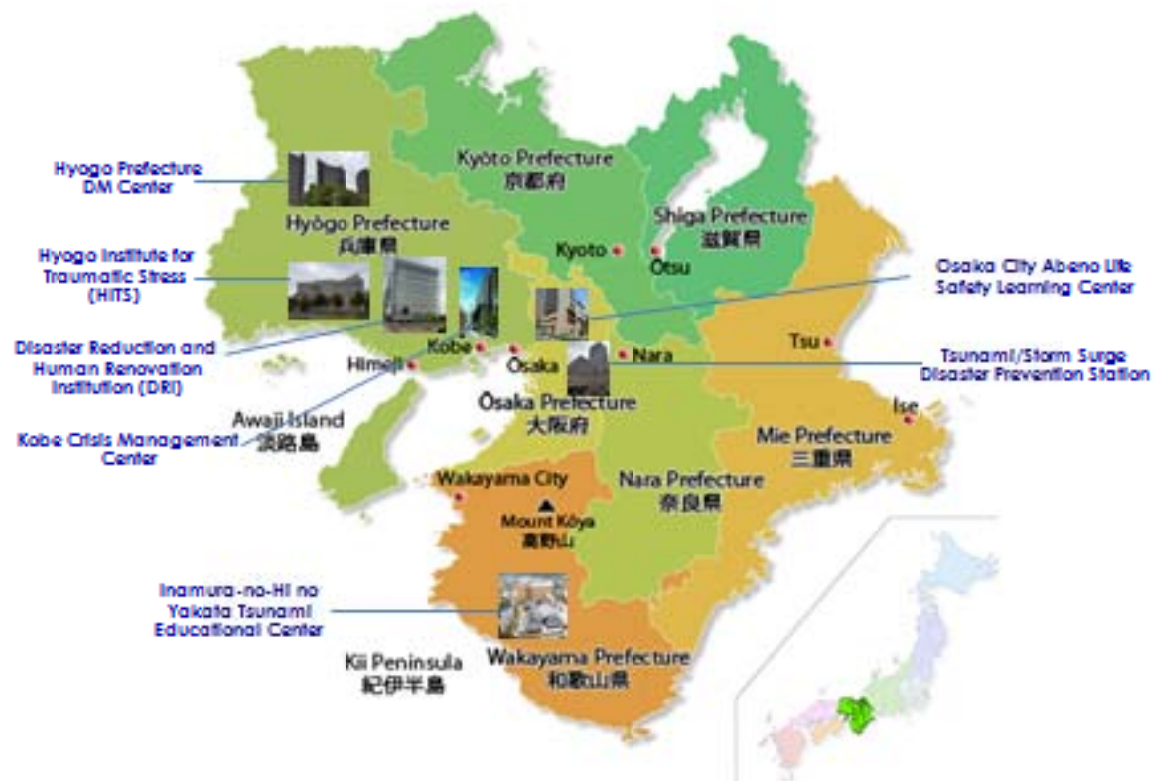 Hyogo Prefecture
DM Center
Kyōto Prefecture
京都府
Hyōgo Prefecture
兵庫県
Shiga Prefecture
滋賀県
Kyoto
Ōtsu
Hyogo Institute for
Traumatic Stress
(HITS)
Osaka City Abeno Life
Safety Learning Center
Disaster Reduction and
Human Renovation
Institution (DRI)
Himeji
Kobe
Ōsaka
Nara
Tsu
Tsunami/Storm Surge
Disaster Prevention Station
Awaji Island
淡路島
Ōsaka Prefecture
大阪府
Ise
Kobe Crisis Management
Center
Mie Prefecture
三重県
Wakayama City
Nara Prefecture
奈良県
Mount Kōya
高野山
Inamura-no-Hi no
Yakata Tsunami
Educational Center
Kii Peninsula
紀伊半島
Wakayama Prefecture
和歌山県